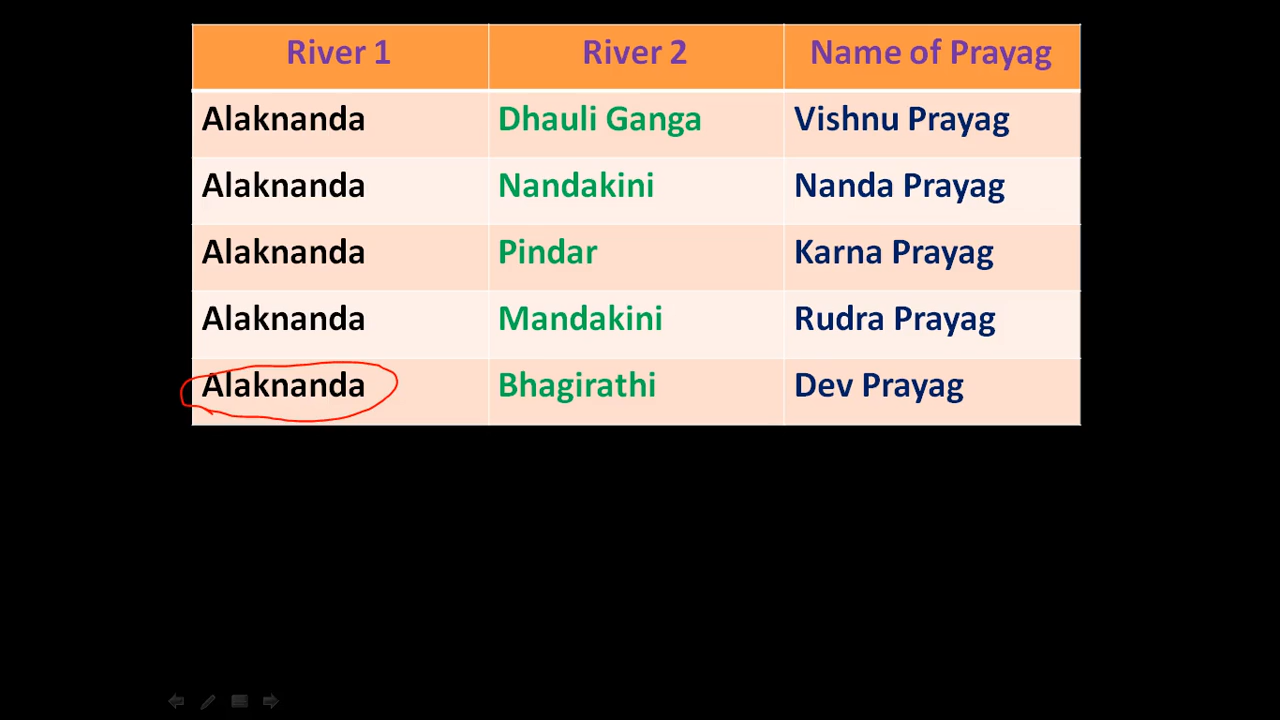 River 1 River 2 Name of Prayag
Alaknanda Dhauli Ganga Vishnu Prayag
Alaknanda Nandakini Nanda Prayag
Alaknanda Pindar Karna Prayag
Alaknanda Mandakini Rudra Prayag
Alaknanda Bhagirathi Dev Prayag